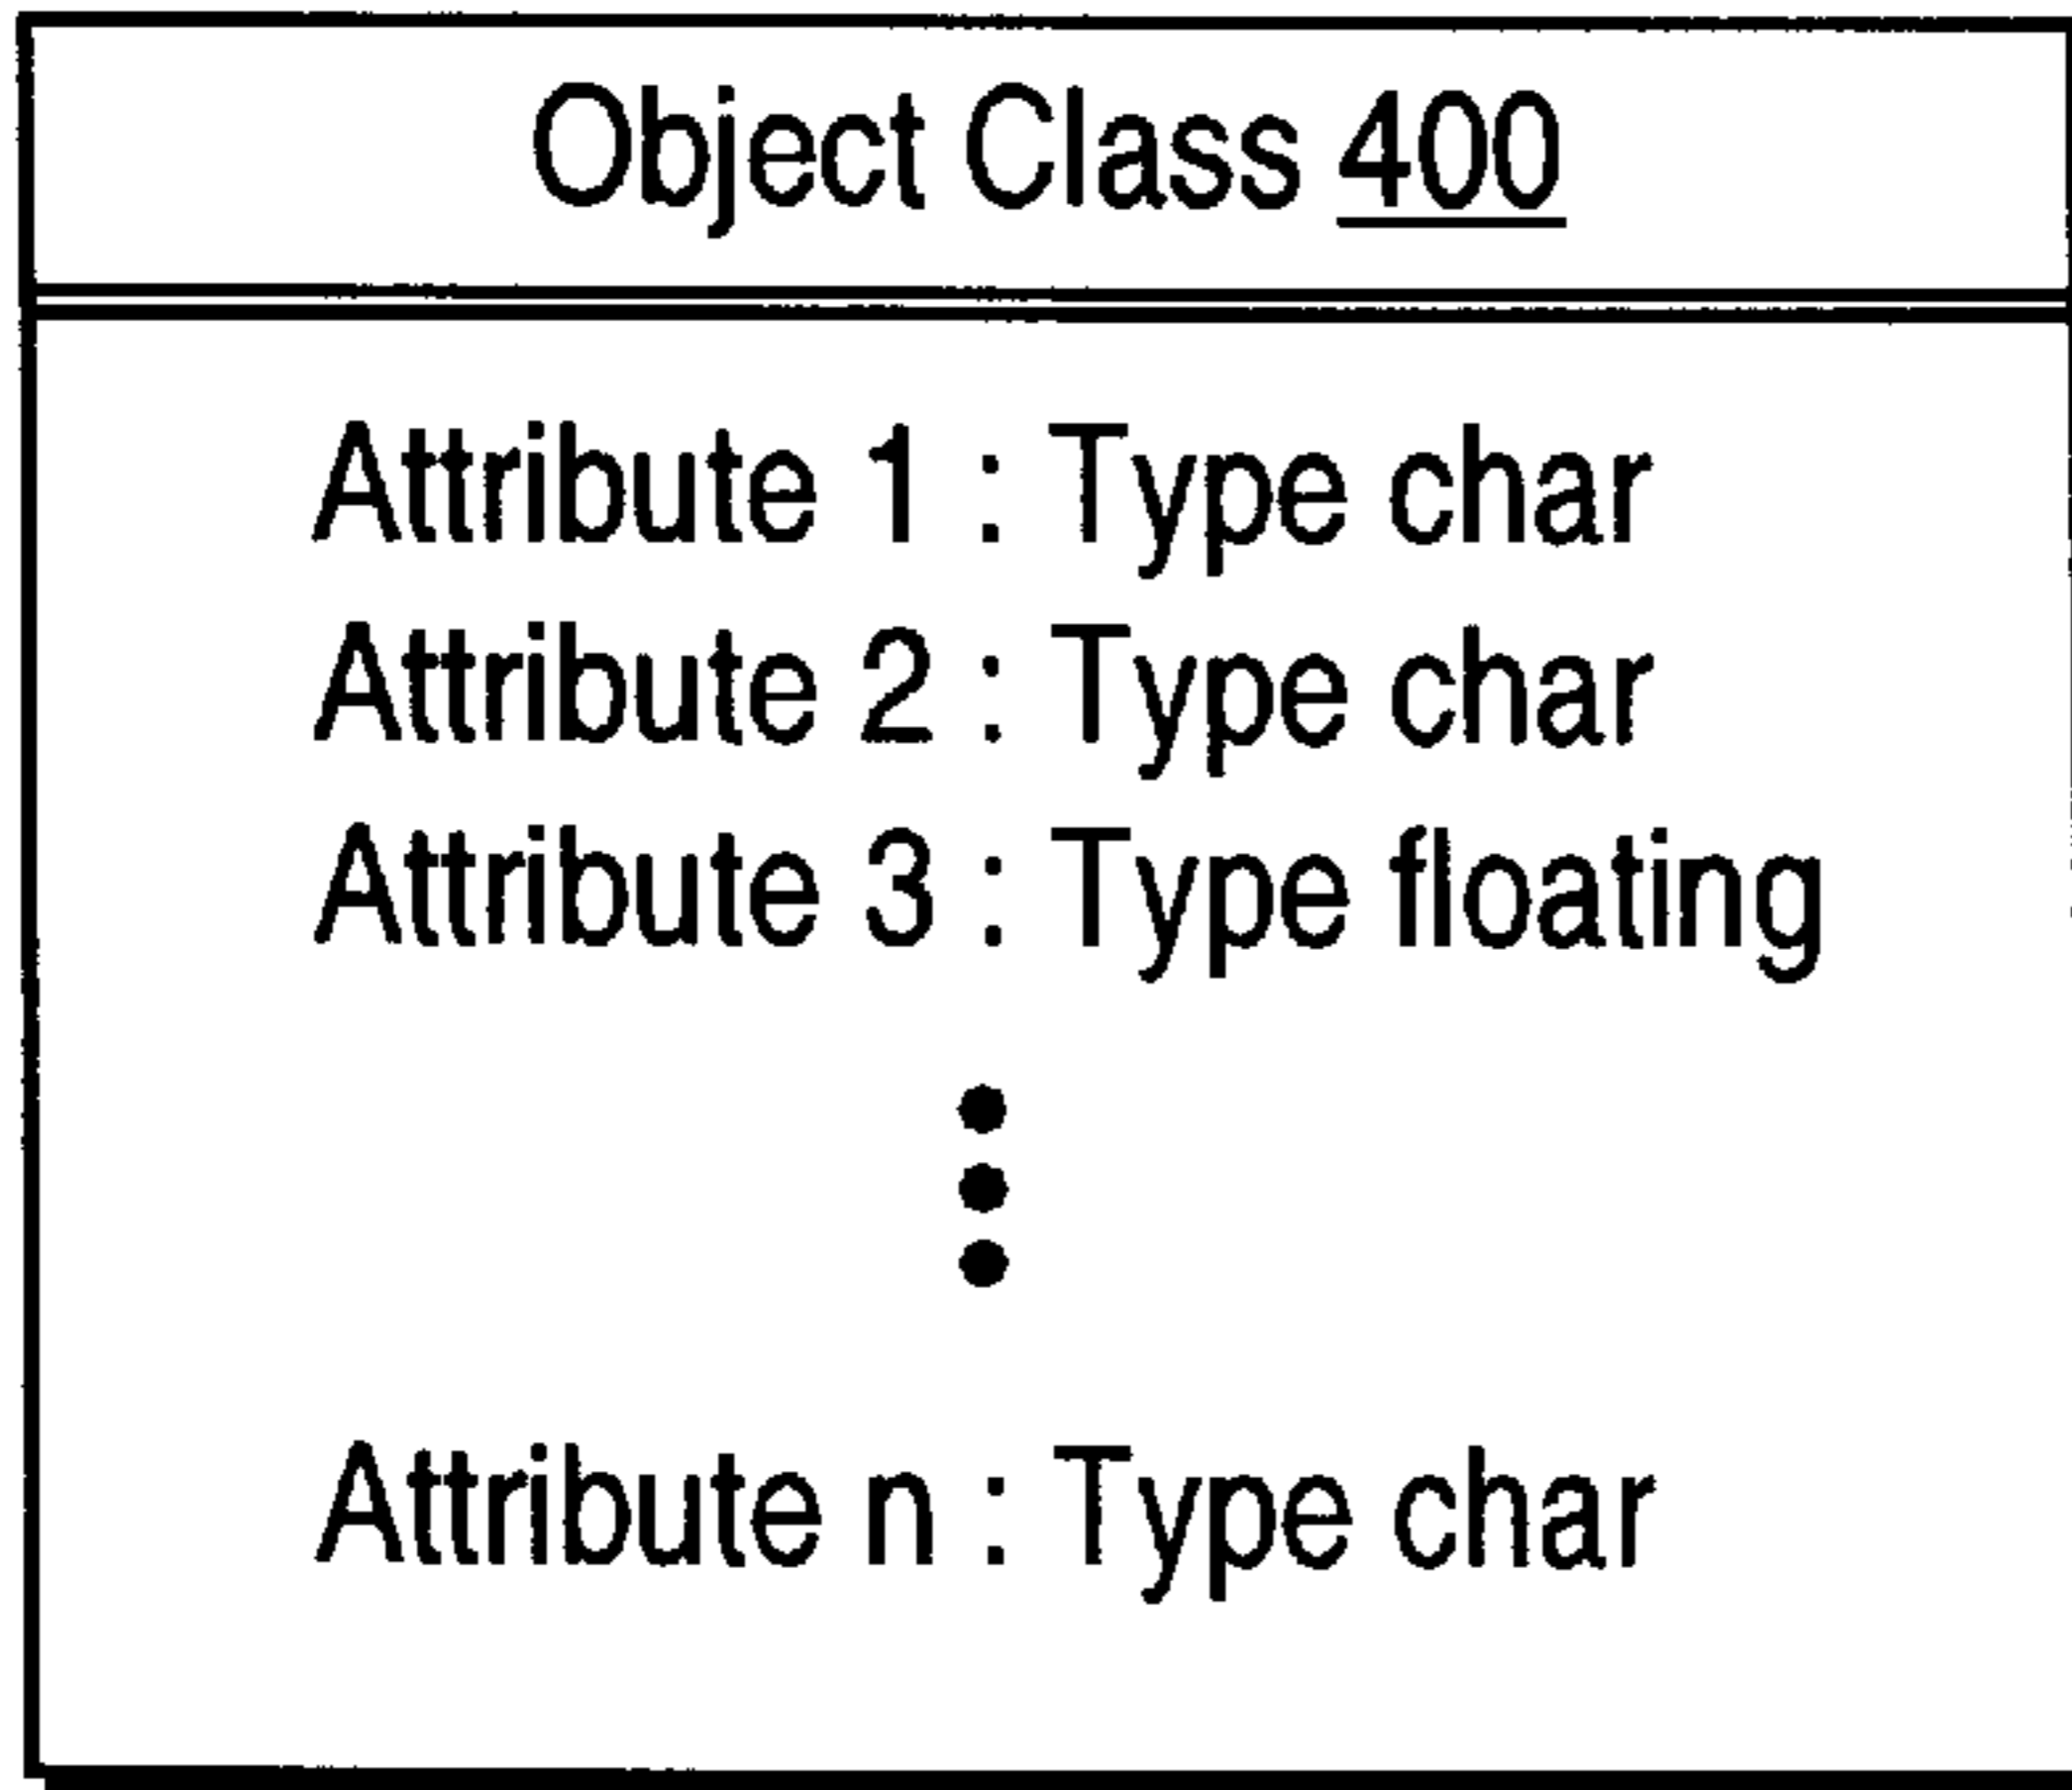 Object Class 400
Attribute 1 : Type char
Attribute 2 : Type char
Attribute 3 : Type floating
Attribute n : Type char